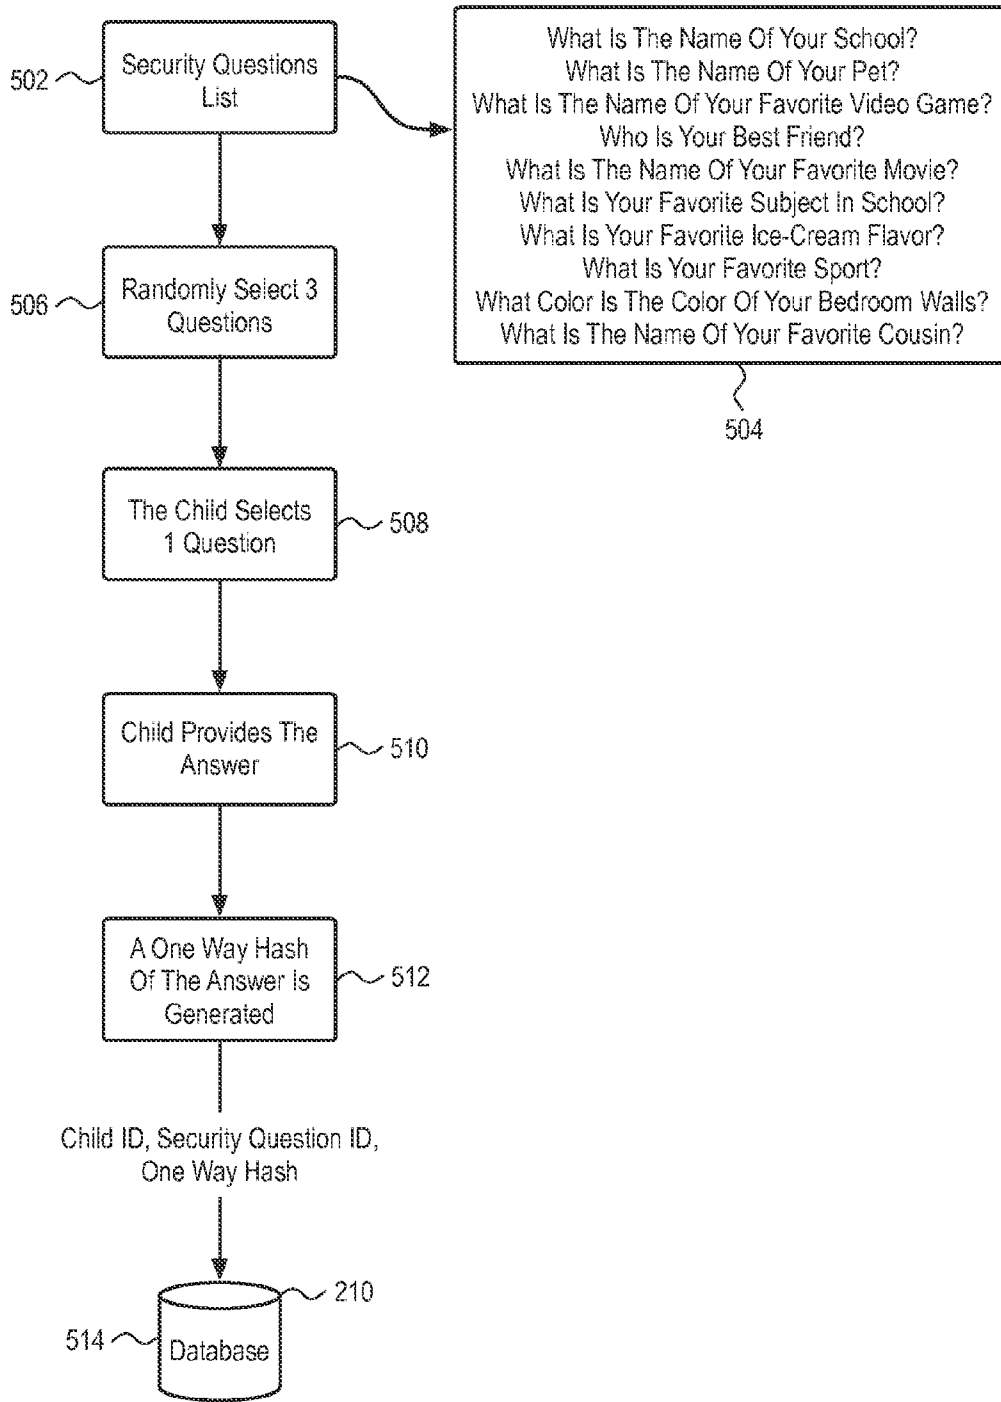 502
Security Questions
List
What Is The Name Of Your School?
What Is The Name Of Your Pet?
What Is The Name Of Your Favorite Video Game?
Who Is Your Best Friend?
What Is The Name Of Your Favorite Movie?
What Is Your Favorite Subject In School?
What Is Your Favorite Ice-Cream Flavor?
What Is Your Favorite Sport?
What Color Is The Color Of Your Bedroom Walls?
What Is The Name Of Your Favorite Cousin?
504
506
Randomly Select 3
Questions
The Child Selects
1 Question
508
Child Provides The
Answer
510
A One Way Hash
Of The Answer Is
Generated
512
Child ID, Security Question ID,
One Way Hash
210
514
Database